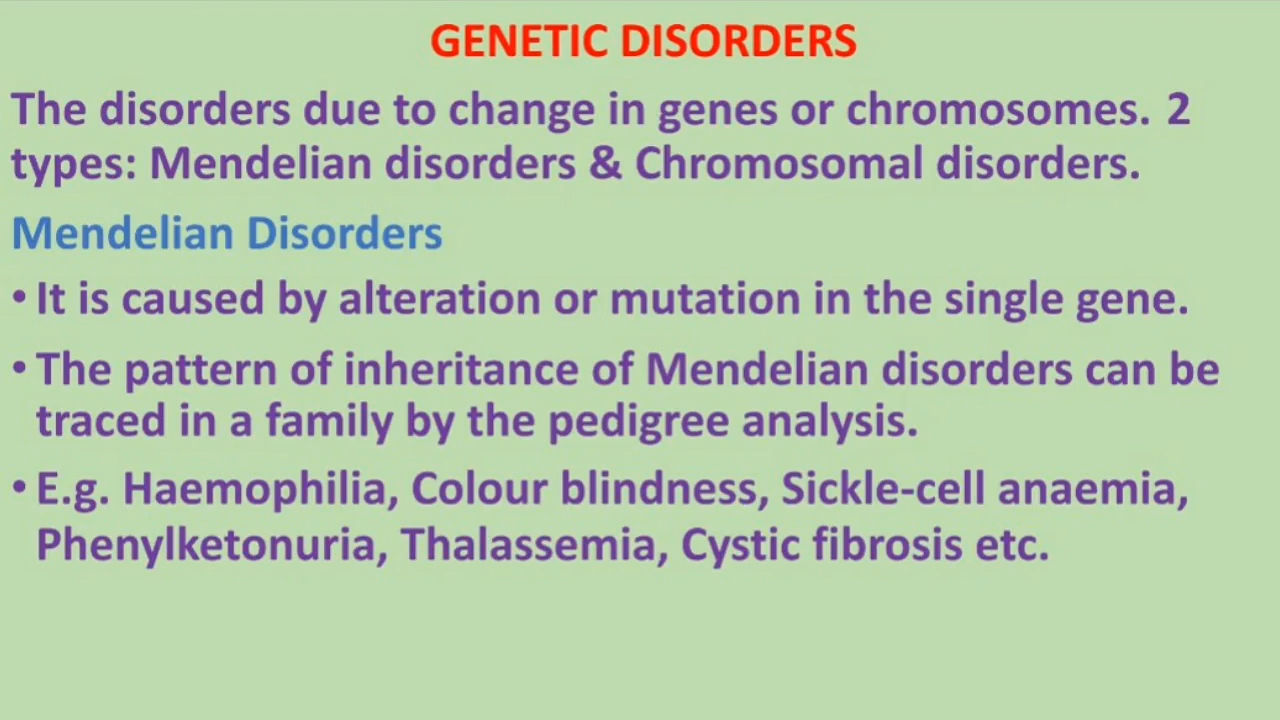 GENETIC DISORDERS
The disorders due to change in genes or chromosomes. 2
types: Mendelian disorders & Chromosomal disorders.
Mendelian Disorders
• It is caused by alteration or mutation in the single gene.
• The pattern of inheritance of Mendelian disorders can be
traced in a family by the pedigree analysis.
• E.g. Haemophilia, Colour blindness, Sickle-cell anaemia,
Phenylketonuria, Thalassemia, Cystic fibrosis etc.